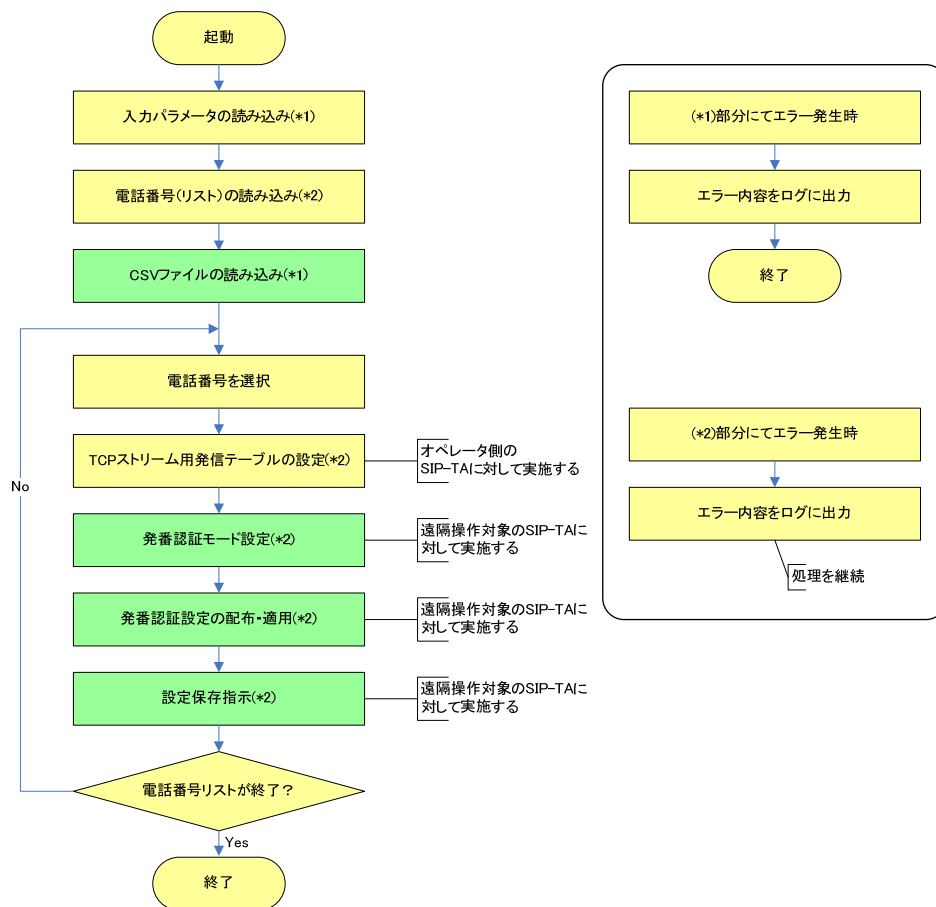 起動
入力パラメータの読み込み(*1)
電話番号(リスト)の読み込み(*2)
CSVファイルの読み込み(*1)
電話番号を選択
TCPストリーム用発信テーブルの設定(*2)
オペレータ側の
SIP-TAに対して実施する
No
発番認証モード設定(*2)
遠隔操作対象のSIP-TAに
対して実施する
発番認証設定の配布・適用(*2)
遠隔操作対象のSIP-TAに
対して実施する
設定保存指示(*2)
遠隔操作対象のSIP-TAに
対して実施する
電話番号リストが終了?
Yes
終了
(*1)部分にてエラー発生時
エラー内容をログに出力
終了
(*2)部分にてエラー発生時
エラー内容をログに出力
処理を継続